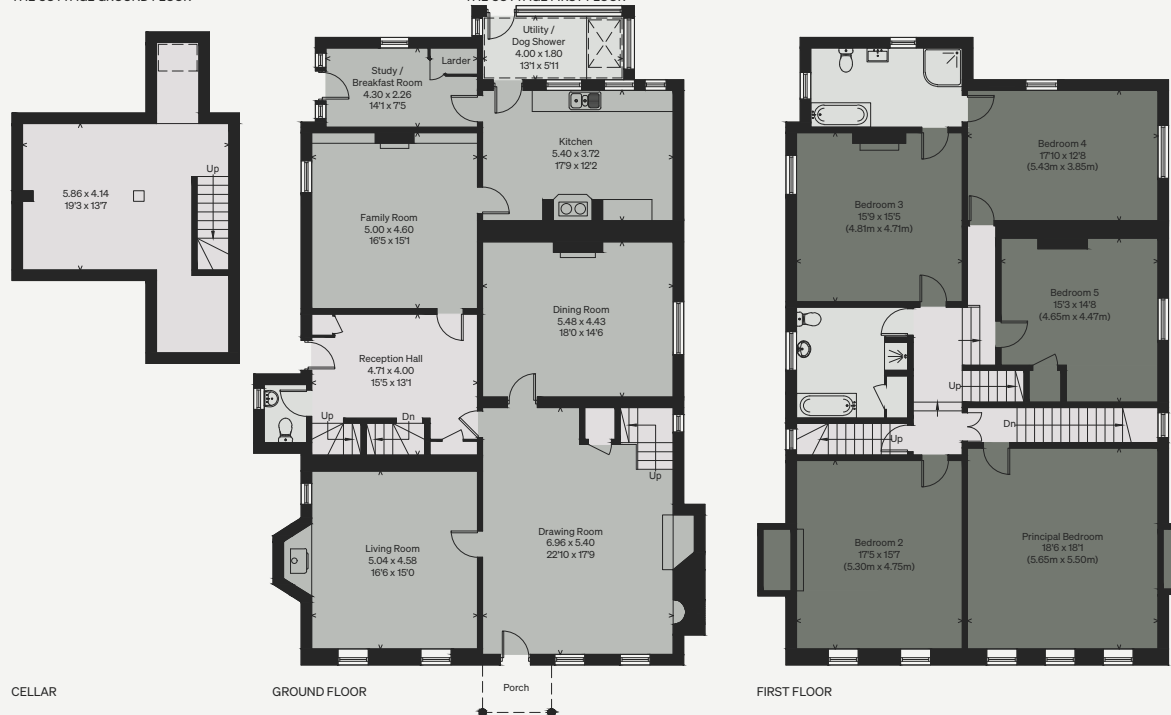 Up
5.86 x 4.14
19'3 x 13'7
CELLAR
Utility /
Dog Shower
4.00 x 1.80
13'1 x 5'11
Larder
Study /
Breakfast Room
4.30 x 2.26
14'1 x 7'5
Kitchen
5.40 x 3.72
17'9 x 12'2
Family Room
5.00 x 4.60
16'5 x 15'1
Dining Room
5.48 x 4.43
18'0 x 14'6
Reception Hall
4.71 x 4.00
15'5 x 13'1
Up
Dn
Up
Drawing Room
6.96 x 5.40
22'10 x 17'9
Living Room
5.04 x 4.58
16'6 x 15'0
Porch
GROUND FLOOR
Bedroom 4
17'10 x 12'8
(5.43m x 3.85m)
Bedroom 3
15'9 x 15'5
(4.81m x 4.71m)
Bedroom 5
15'3 x 14'8
(4.65m x 4.47m)
Up
Dn
Up
Bedroom 2
17'5 x 15'7
(5.30m x 4.75m)
Principal Bedroom
18'6 x 18'1
(5.65m x 5.50m)
FIRST FLOOR